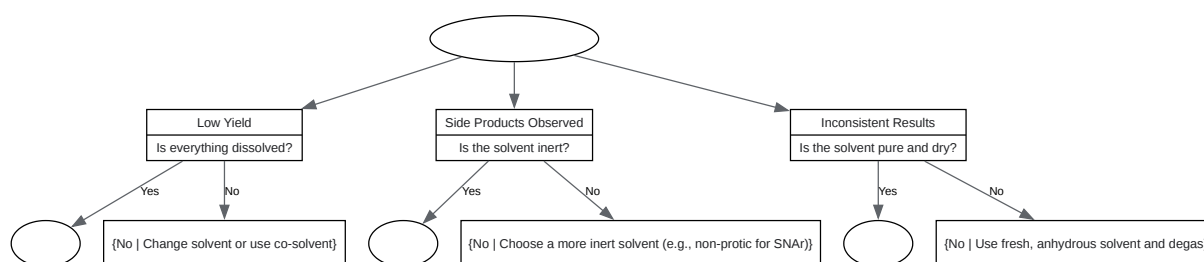 Low Yield
Side Products Observed
Inconsistent Results
Is everything dissolved?
Is the solvent inert?
Is the solvent pure and dry?
Yes
No
Yes
No
Yes
No
{No | Change solvent or use co-solvent}
{No | Choose a more inert solvent (e.g., non-protic for SNAr)}
{No | Use fresh, anhydrous solvent and degas